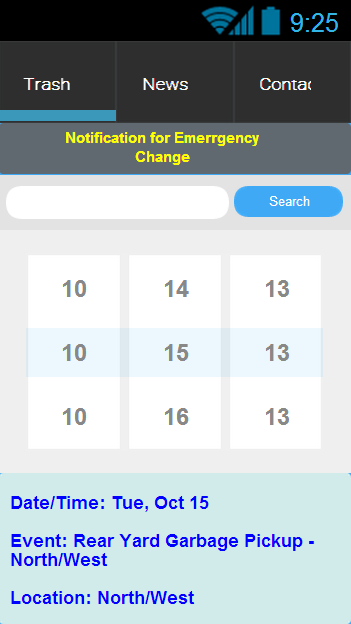 9:25
Trash News Contac
Notification for Emerrgency
Change
Search
10 14 13
10 15 13
10 16 13
Date/Time: Tue, Oct 15
Event: Rear Yard Garbage Pickup -
North/West
Location: North/West